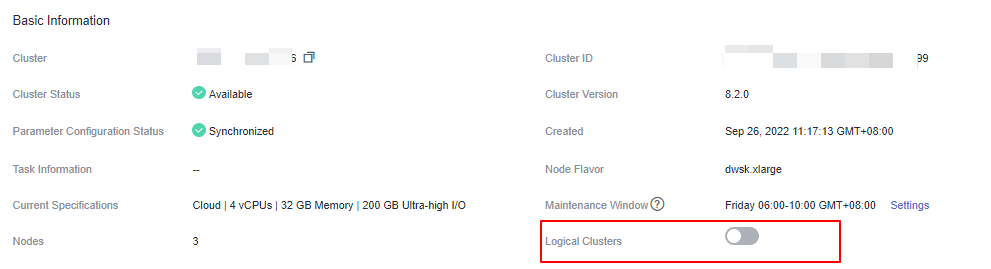 Basic Information
Cluster 6 Cluster ID 99
Cluster Status Available Cluster Version 8.2.0
Parameter Configuration Status Synchronized Created Sep 26, 2022 11:17:13 GMT+08:00
Task Information -- Node Flavor dwsk.xlarge
Current Specifications Cloud | 4 vCPUs | 32 GB Memory | 200 GB Ultra-high I/O Maintenance Window ? Friday 06:00-10:00 GMT+08:00 Settings
Nodes 3 Logical Clusters